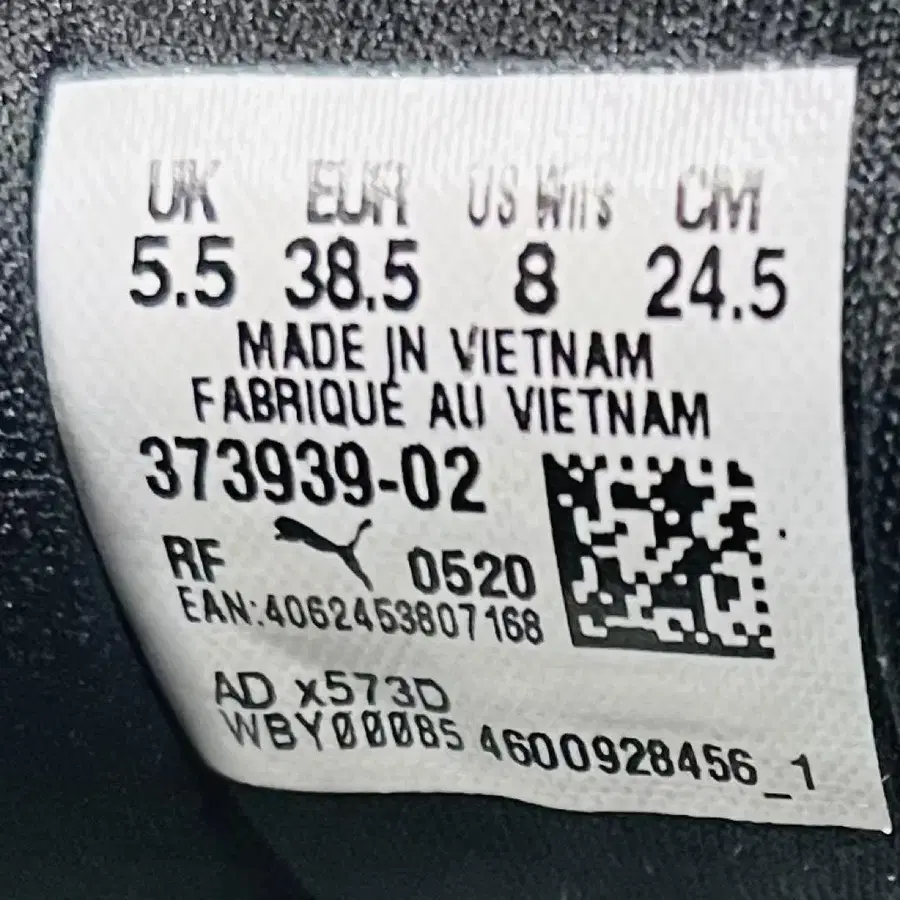 UK EUR US Wn's CM
5.5 38.5 8 24.5
MADE IN VIETNAM
FABRIQUE AU VIETNAM
373939-02
RF 0520
EAN:4062453807168
AD x573D
WBY00085 4600928456_1